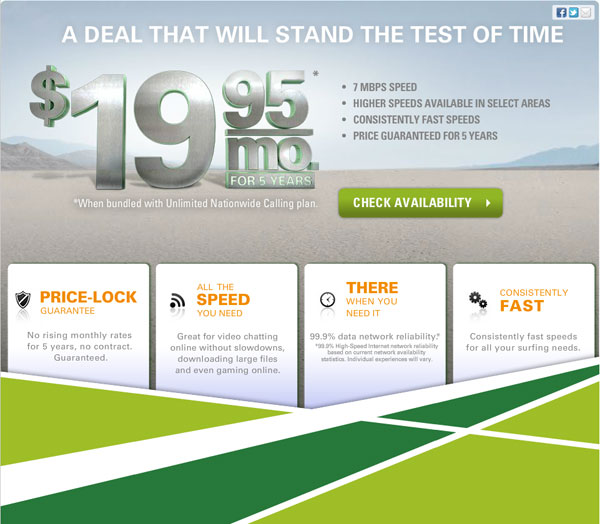 A DEAL THAT WILL STAND THE TEST OF TIME
$19 95*
mo.
FOR 5 YEARS
*When bundled with Unlimited Nationwide Calling plan.
• 7 MBPS SPEED
• HIGHER SPEEDS AVAILABLE IN SELECT AREAS
• CONSISTENTLY FAST SPEEDS
• PRICE GUARANTEED FOR 5 YEARS
CHECK AVAILABILITY
PRICE-LOCK
GUARANTEE
No rising monthly rates
for 5 years, no contract.
Guaranteed.
ALL THE
SPEED
YOU NEED
Great for video chatting
online without slowdowns,
downloading large files
and even gaming online.
THERE
WHEN YOU
NEED IT
99.9% data network reliability.*
*99.9% High-Speed Internet network reliability
based on current network availability
statistics. Individual experiences will vary.
CONSISTENTLY
FAST
Consistently fast speeds
for all your surfing needs.